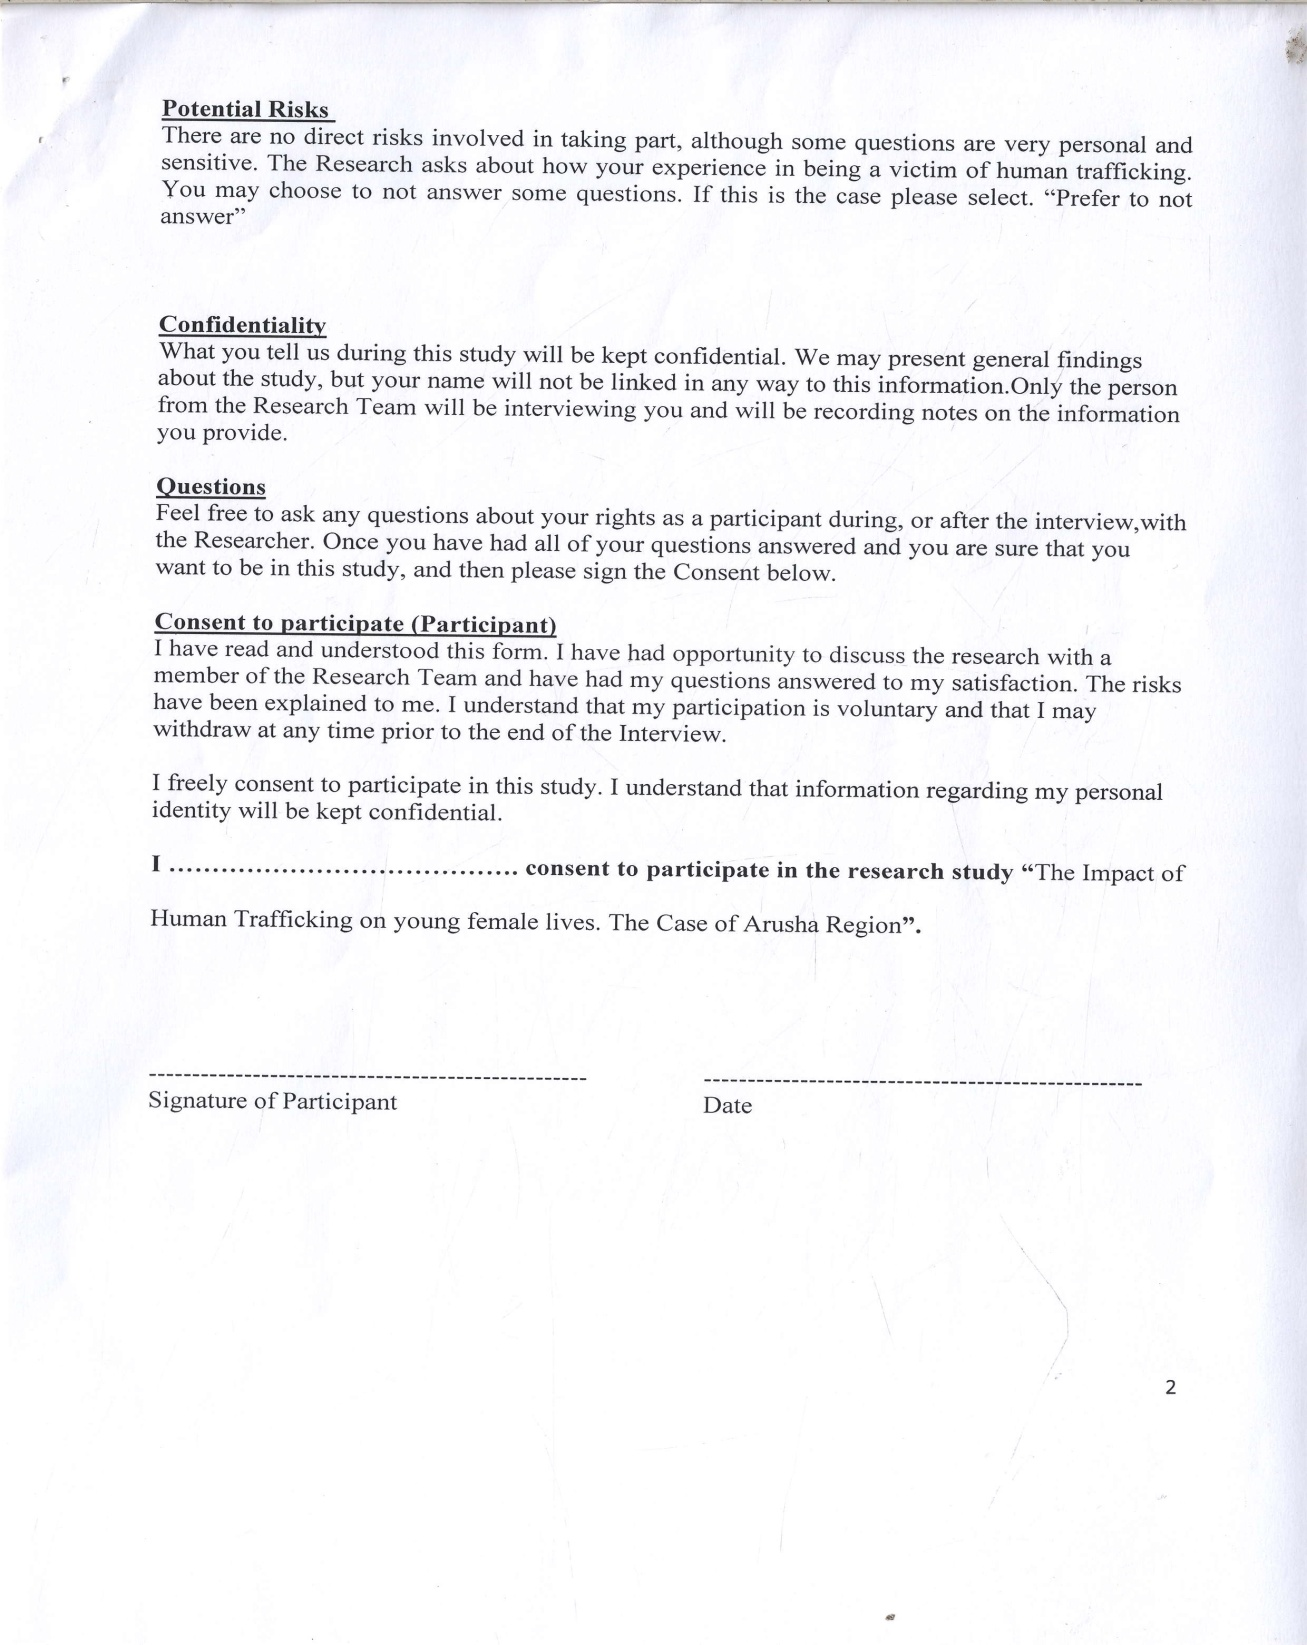 Potential Risks
There are no direct risks involved in taking part, although some questions are very personal and
sensitive. The Research asks about how your experience in being a victim of human trafficking.
You may choose to not answer some questions. If this is the case please select. “Prefer to not
answer”
Confidentiality
What you tell us during this study will be kept confidential. We may present general findings
about the study, but your name will not be linked in any way to this information.Only the person
from the Research Team will be interviewing you and will be recording notes on the information
you provide.
Questions
Feel free to ask any questions about your rights as a participant during, or after the interview,with
the Researcher. Once you have had all of your questions answered and you are sure that you
want to be in this study, and then please sign the Consent below.
Consent to participate (Participant)
I have read and understood this form. I have had opportunity to discuss the research with a
member of the Research Team and have had my questions answered to my satisfaction. The risks
have been explained to me. I understand that my participation is voluntary and that I may
withdraw at any time prior to the end of the Interview.
I freely consent to participate in this study. I understand that information regarding my personal
identity will be kept confidential.
I ........................................ consent to participate in the research study “The Impact of
Human Trafficking on young female lives. The Case of Arusha Region”.
-------------------------------------------------- --------------------------------------------------
Signature of Participant Date
2